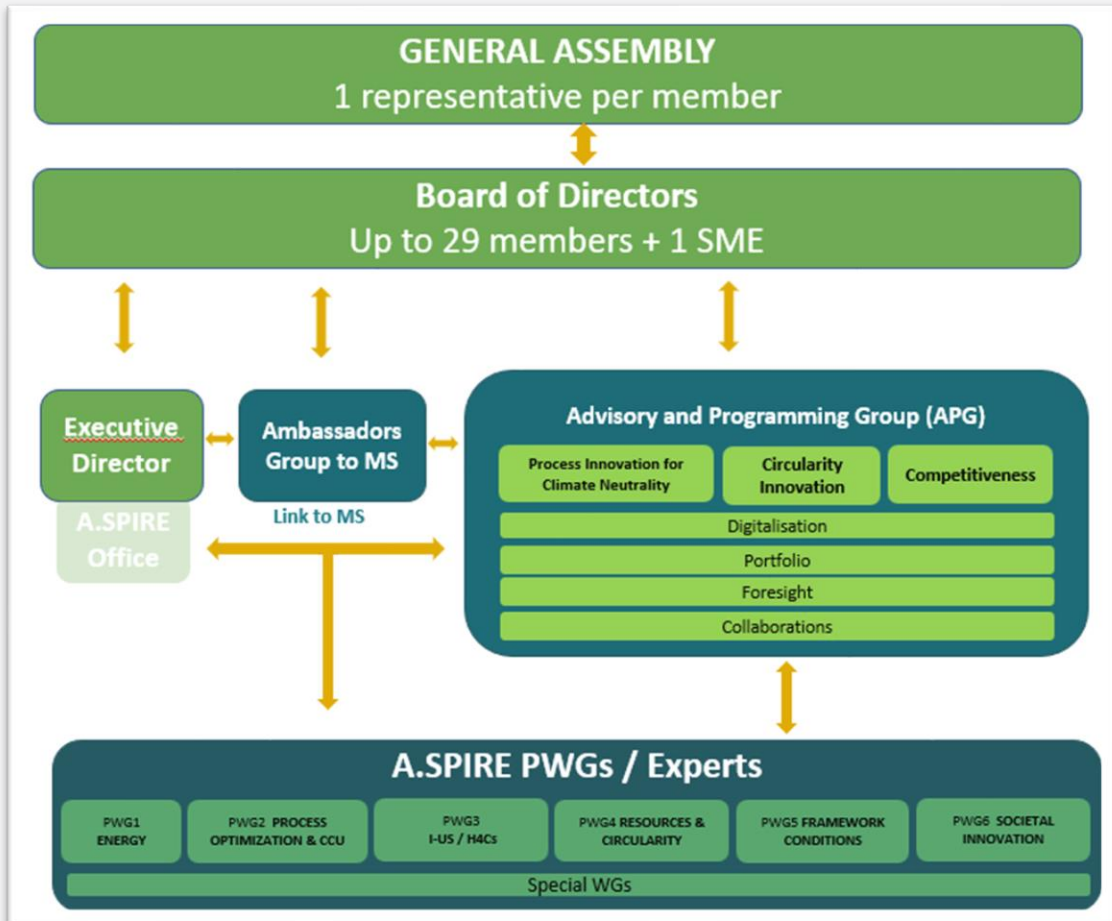 GENERAL ASSEMBLY
1 representative per member
Board of Directors
Up to 29 members + 1 SME
Executive
Director
A.SPIRE
Office
Ambassadors
Group to MS
Link to MS
Advisory and Programming Group (APG)
Process Innovation for
Climate Neutrality
Circularity
Innovation
Competitiveness
Digitalisation
Portfolio
Foresight
Collaborations
A.SPIRE PWGs / Experts
PWG1
ENERGY
PWG2 PROCESS
OPTIMIZATION & CCU
PWG3
I-US / H4Cs
PWG4 RESOURCES &
CIRCULARITY
PWG5 FRAMEWORK
CONDITIONS
PWG6 SOCIETAL
INNOVATION
Special WGs